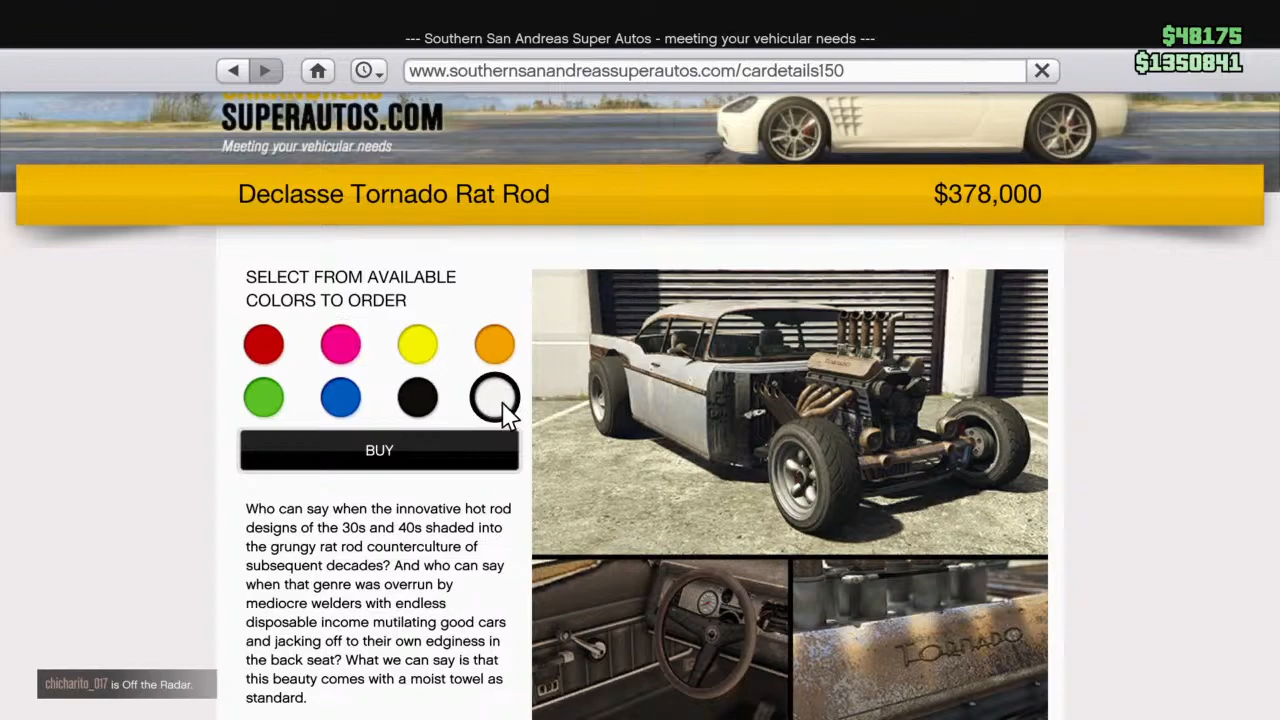 --- Southern San Andreas Super Autos - meeting your vehicular needs ---
$48175
$1350841
www.southernsanandreassuperautos.com/cardetails150
SUPERAUTOS.COM
Meeting your vehicular needs
Declasse Tornado Rat Rod
$378,000
SELECT FROM AVAILABLE
COLORS TO ORDER
BUY
Who can say when the innovative hot rod
designs of the 30s and 40s shaded into
the grungy rat rod counterculture of
subsequent decades? And who can say
when that genre was overrun by
mediocre welders with endless
disposable income mutilating good cars
and jacking off to their own edginess in
the back seat? What we can say is that
this beauty comes with a moist towel as
standard.
TORNADO
chicharito_017 is Off the Radar.